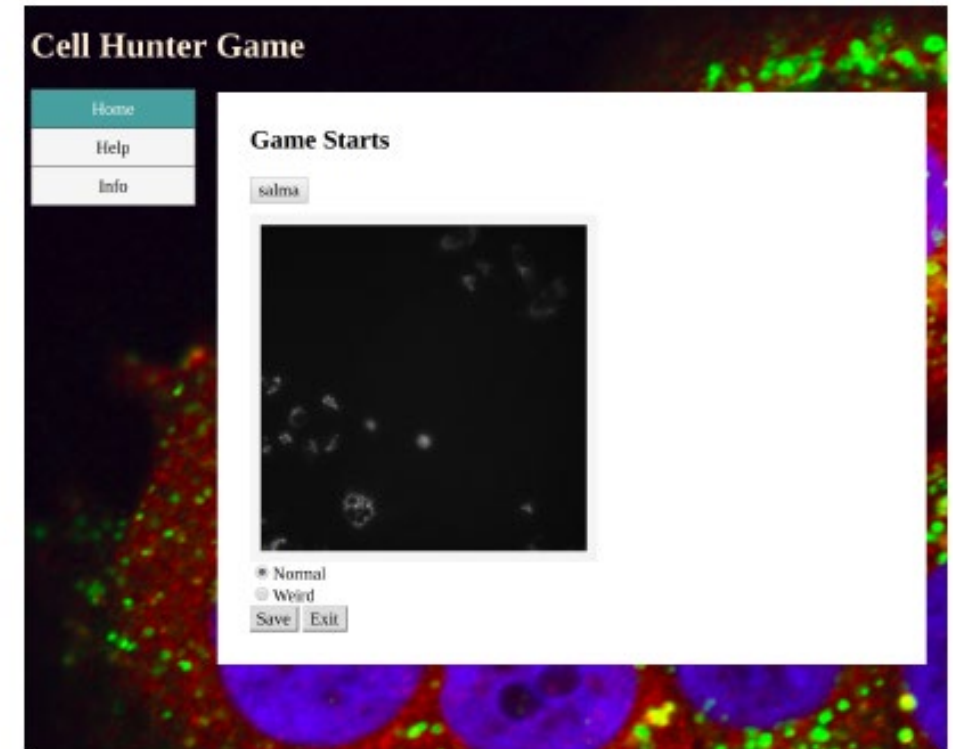 Cell Hunter Game
Home
Help
Info
Game Starts
salma
Normal
Weird
Save Exit